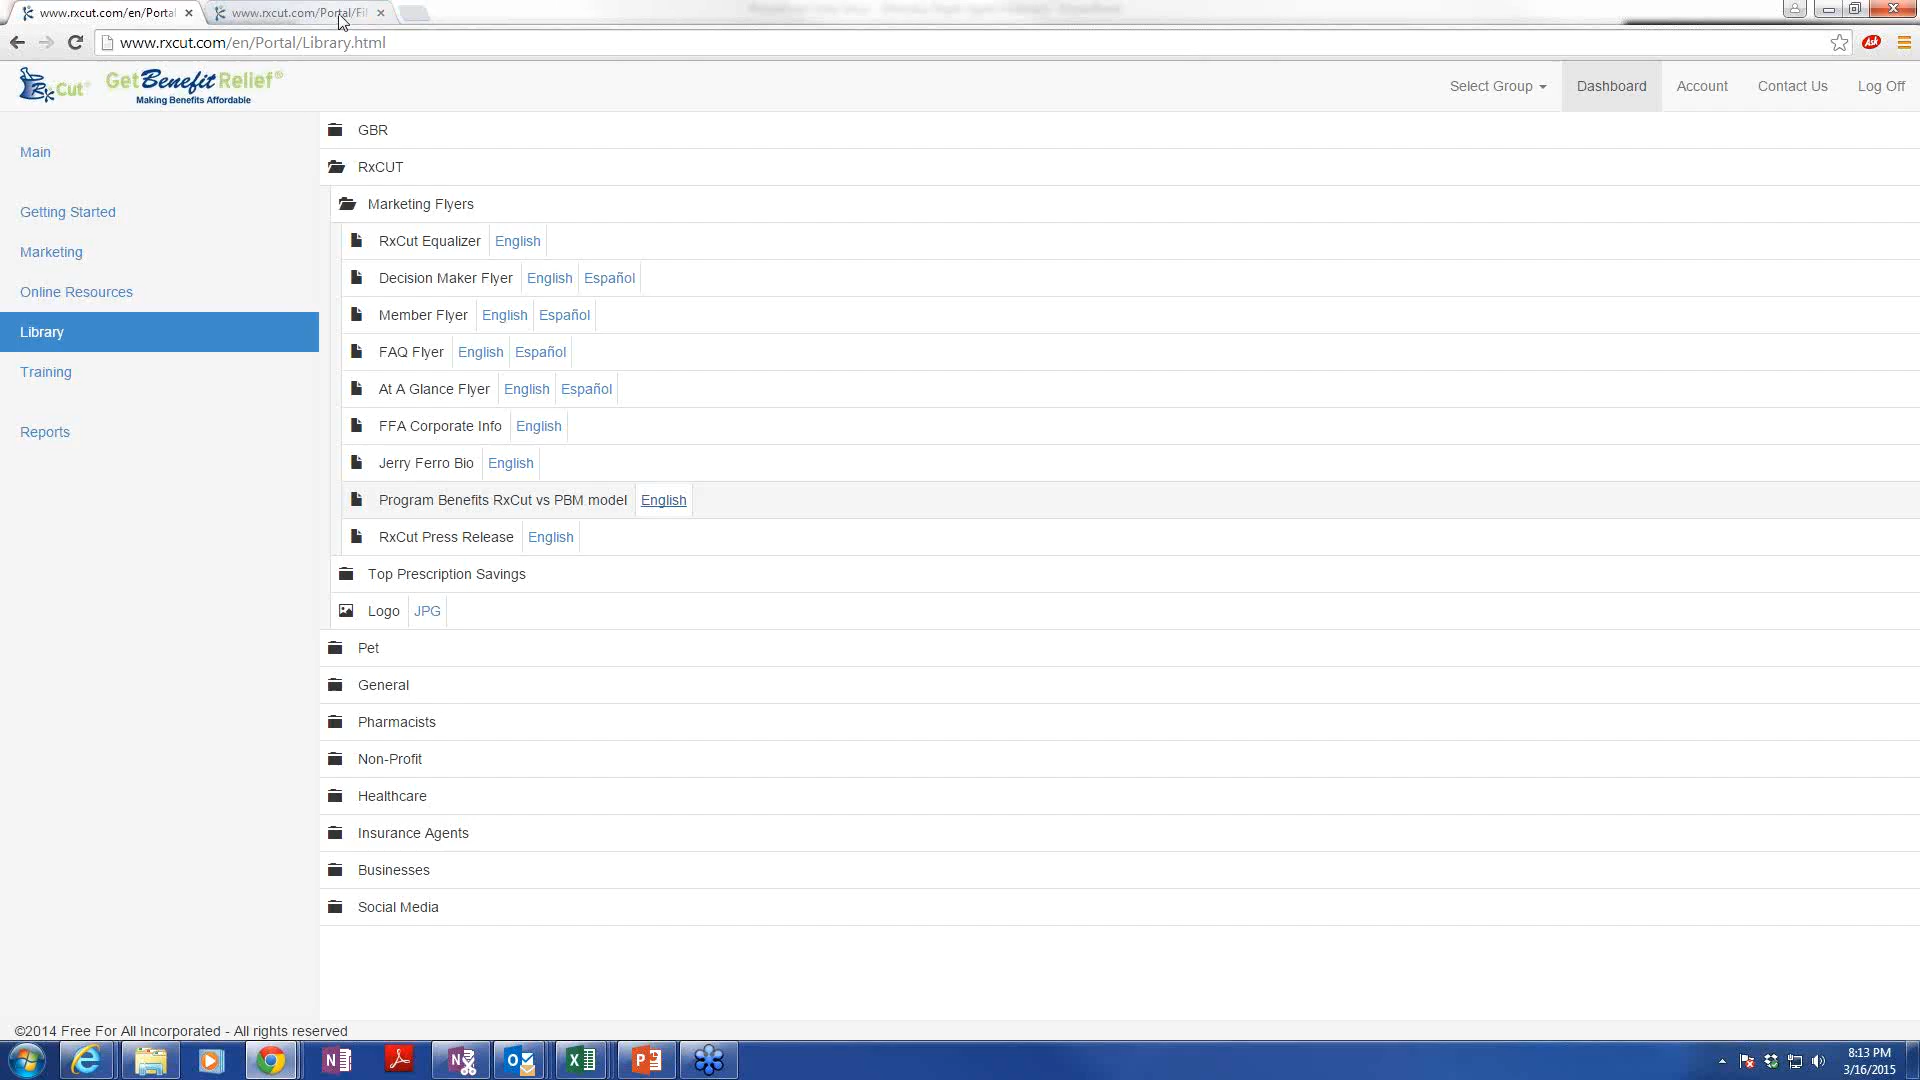 www.rxcut.com/en/Portal
www.rxcut.com/Portal/Fil
www.rxcut.com/en/Portal/Library.html
Ask
Rx Cut®
GetBenefitRelief®
Making Benefits Affordable
Select Group
Dashboard
Account
Contact Us
Log Off
Main
Getting Started
Marketing
Online Resources
Library
Training
Reports
GBR
RxCUT
Marketing Flyers
RxCut Equalizer English
Decision Maker Flyer English Español
Member Flyer English Español
FAQ Flyer English Español
At A Glance Flyer English Español
FFA Corporate Info English
Jerry Ferro Bio English
Program Benefits RxCut vs PBM model English
RxCut Press Release English
Top Prescription Savings
Logo JPG
Pet
General
Pharmacists
Non-Profit
Healthcare
Insurance Agents
Businesses
Social Media
©2014 Free For All Incorporated - All rights reserved
8:13 PM
3/16/2015